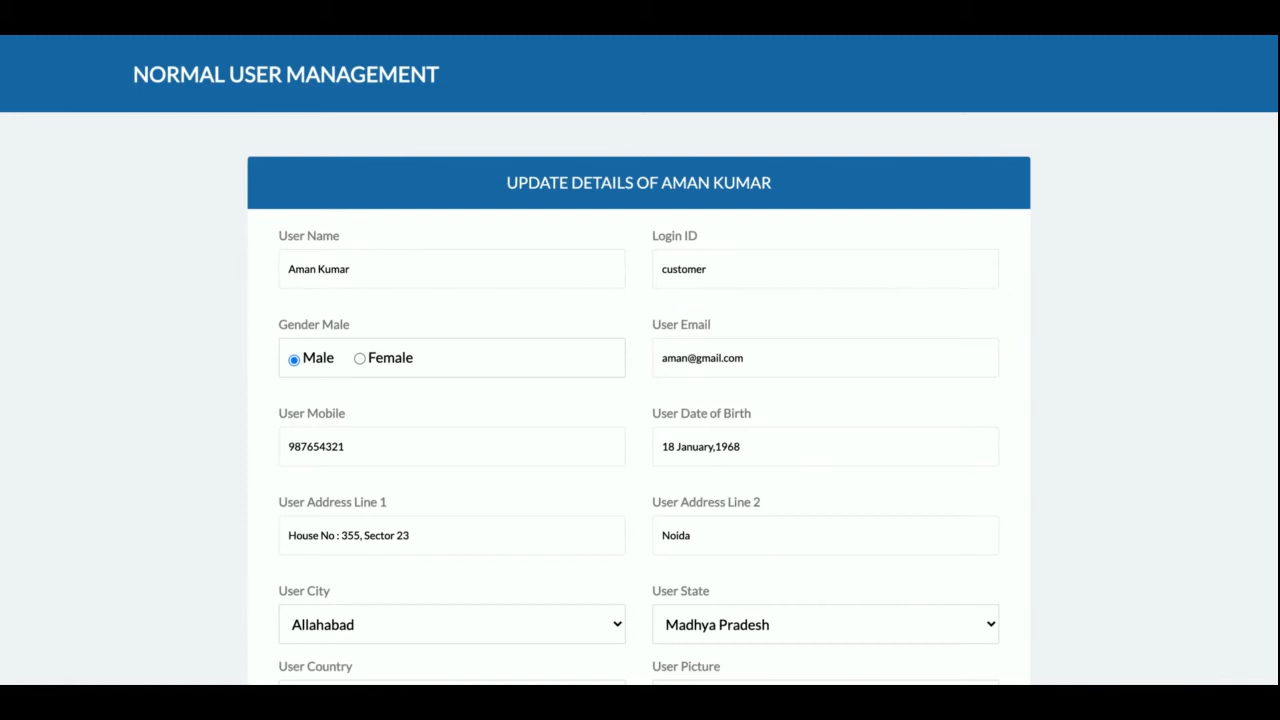 NORMAL USER MANAGEMENT
UPDATE DETAILS OF AMAN KUMAR
User Name
Login ID
Aman Kumar
customer
Gender Male
User Email
Male Female
aman@gmail.com
User Mobile
User Date of Birth
987654321
18 January,1968
User Address Line 1
User Address Line 2
House No : 355, Sector 23
Noida
User City
User State
Allahabad
Madhya Pradesh
User Country
User Picture